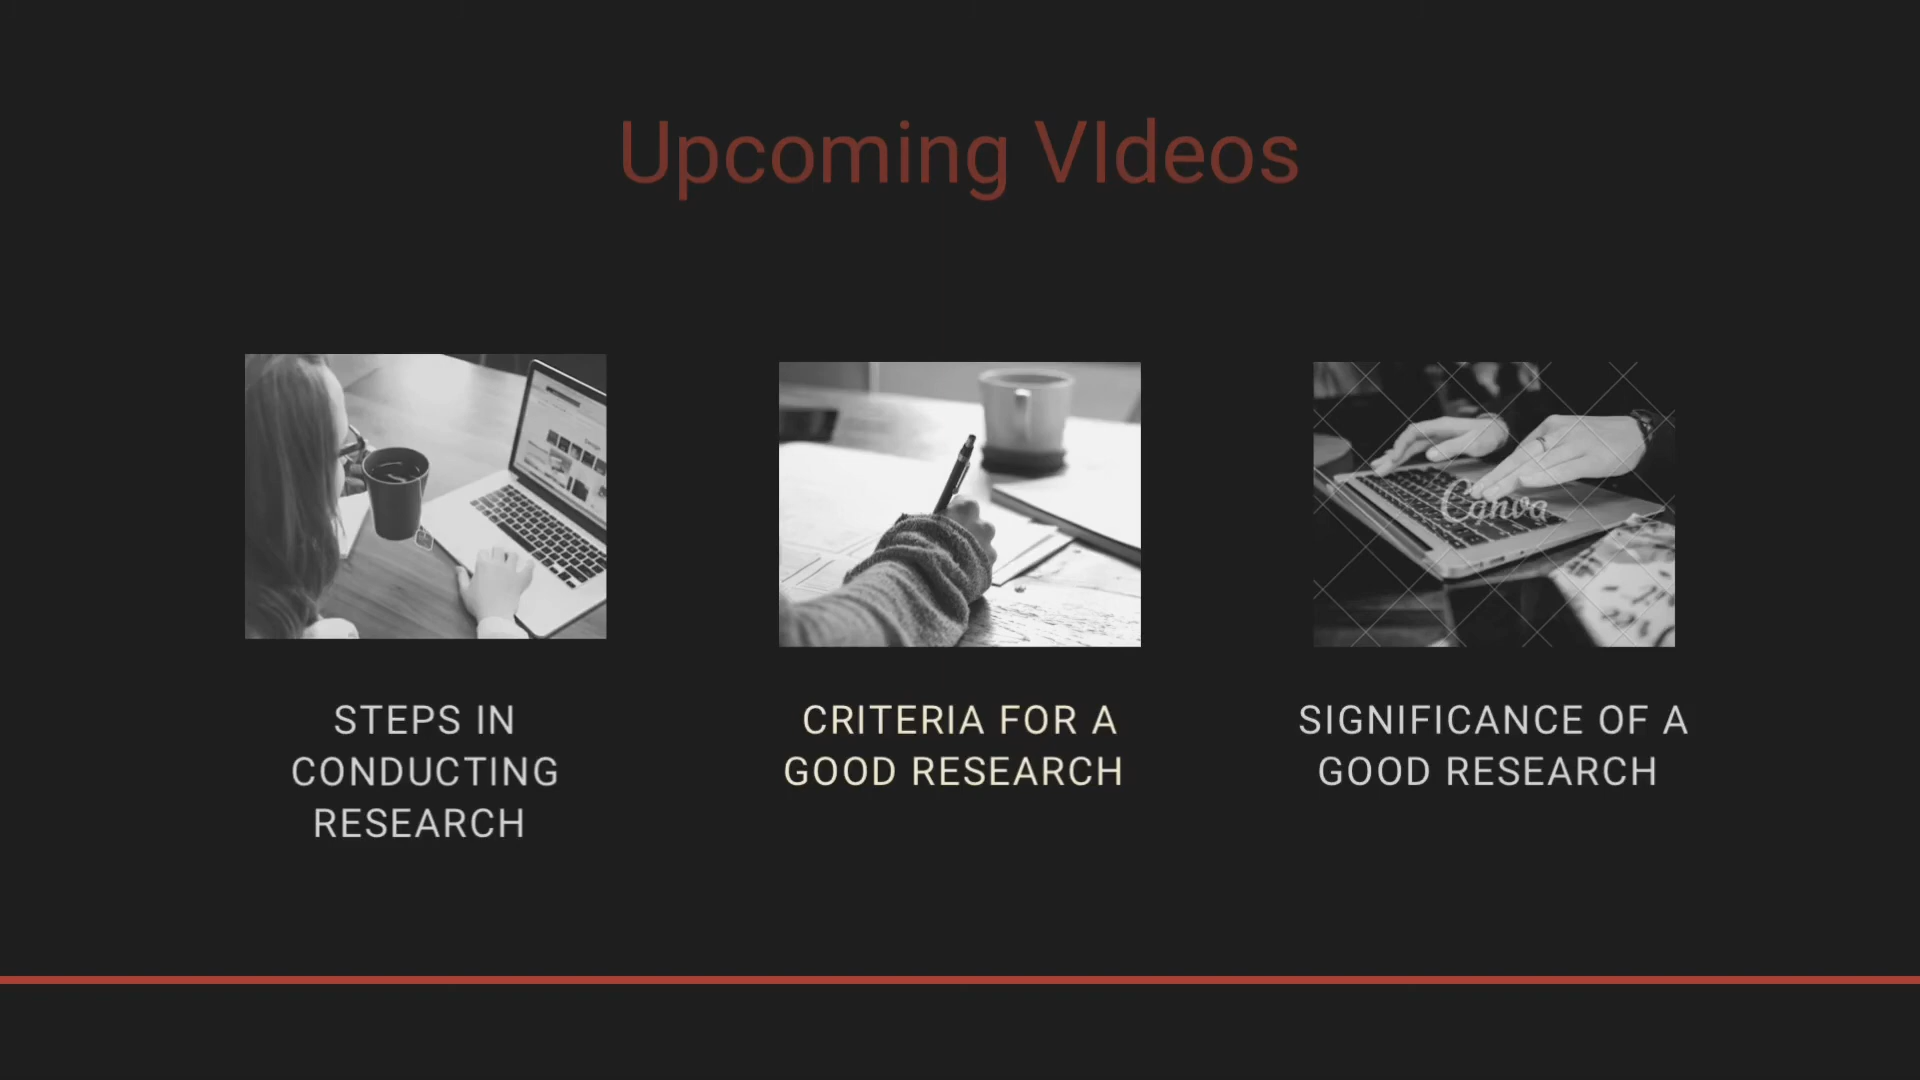 Upcoming VIdeos
Canva
STEPS IN
CONDUCTING
RESEARCH
CRITERIA FOR A
GOOD RESEARCH
SIGNIFICANCE OF A
GOOD RESEARCH